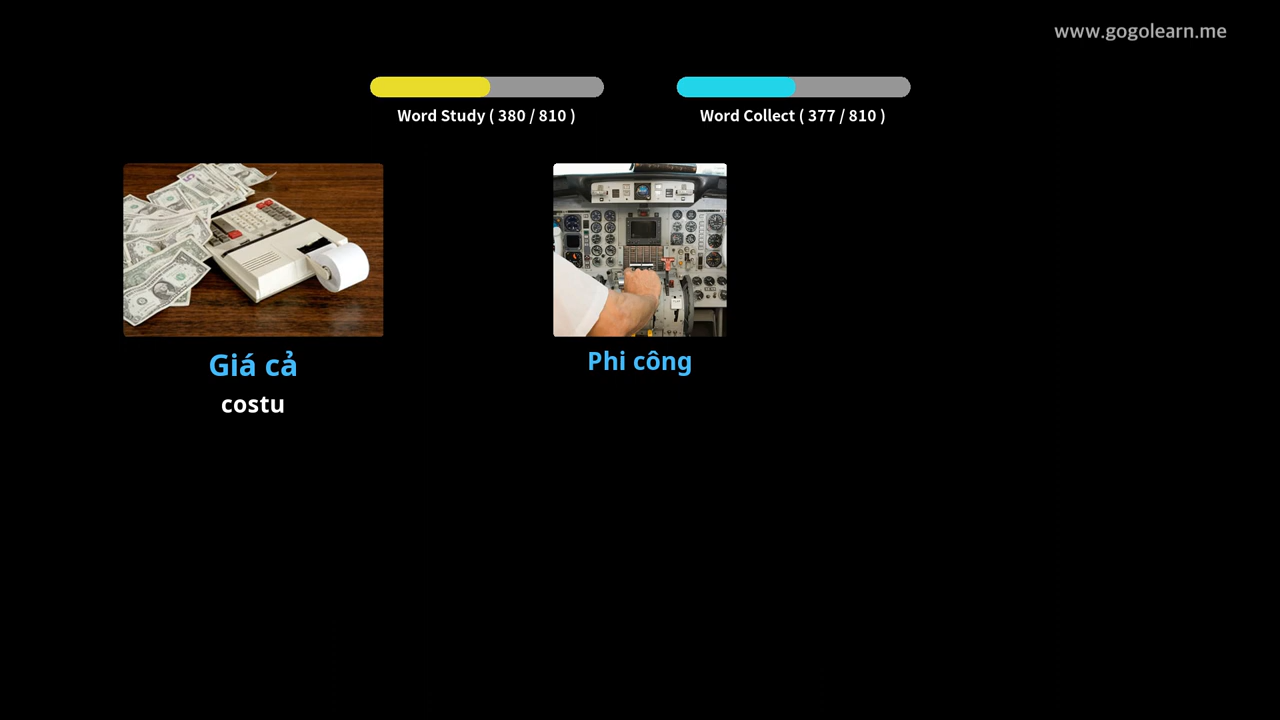 www.gogolearn.me
Word Study ( 380 / 810 )
Word Collect ( 377 / 810 )
Giá cả
costu
Phi công